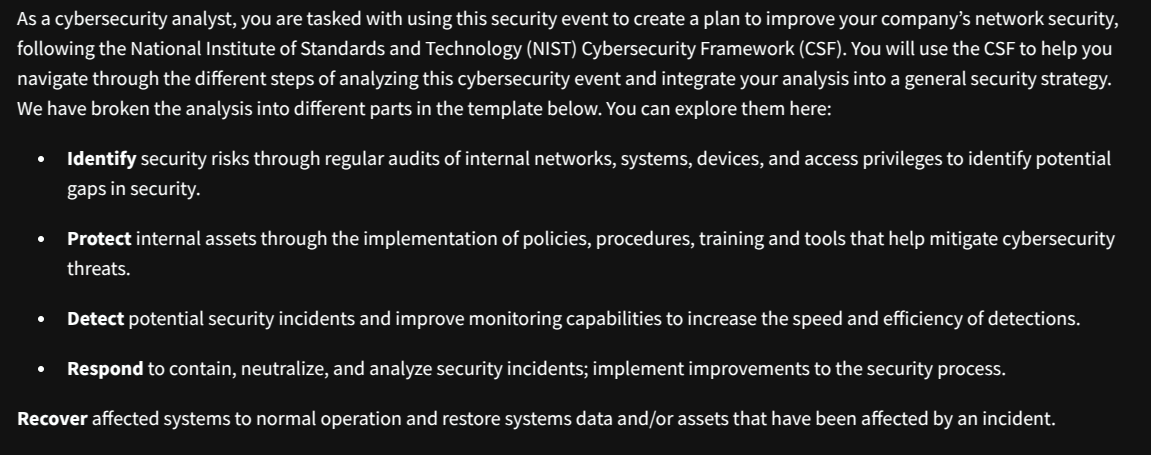 As a cybersecurity analyst, you are tasked with using this security event to create a plan to improve your company's network security,
following the National Institute of Standards and Technology (NIST) Cybersecurity Framework (CSF). You will use the CSF to help you
navigate through the different steps of analyzing this cybersecurity event and integrate your analysis into a general security strategy.
We have broken the analysis into different parts in the template below. You can explore them here:
• Identify security risks through regular audits of internal networks, systems, devices, and access privileges to identify potential
gaps in security.
• Protect internal assets through the implementation of policies, procedures, training and tools that help mitigate cybersecurity
threats.
• Detect potential security incidents and improve monitoring capabilities to increase the speed and efficiency of detections.
• Respond to contain, neutralize, and analyze security incidents; implement improvements to the security process.
Recover affected systems to normal operation and restore systems data and/or assets that have been affected by an incident.